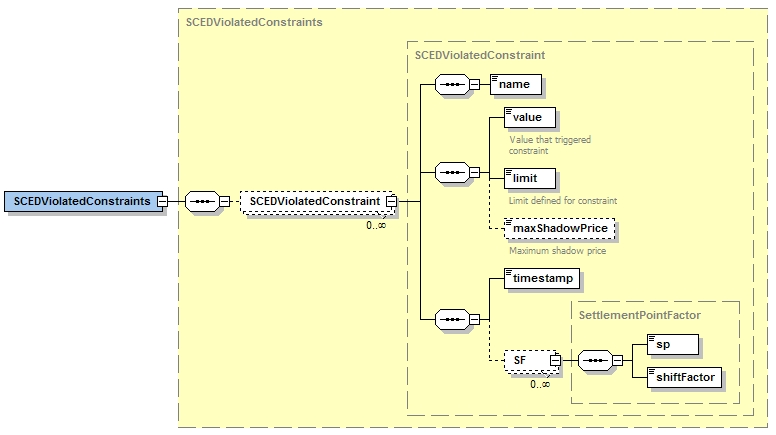 SCEDViolatedConstraints
SCEDViolatedConstraint
name
value
Value that triggered
constraint
limit
Limit defined for constraint
SCEDViolatedConstraints
SCEDViolatedConstraint
0..∞
maxShadowPrice
Maximum shadow price
timestamp
SettlementPointFactor
sp
SF
0..∞
shiftFactor